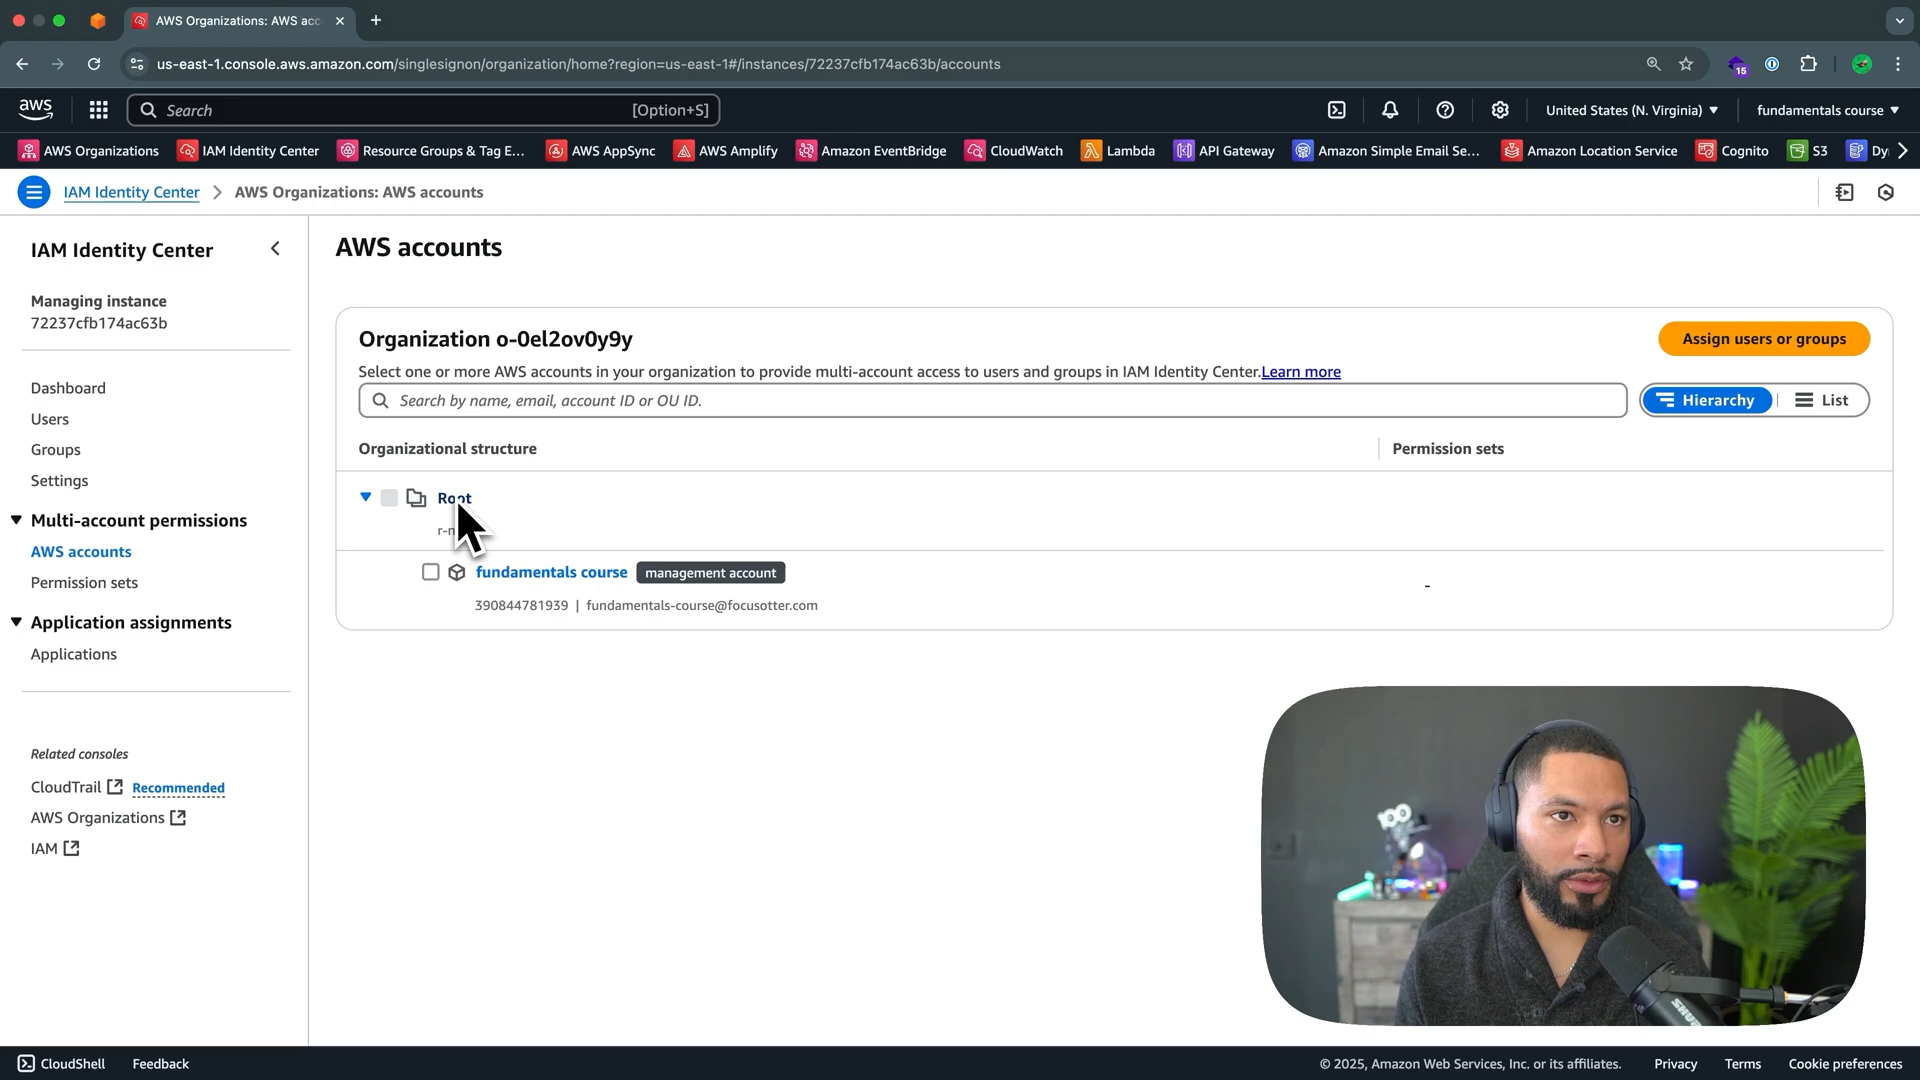 AWS Organizations: AWS acc
us-east-1.console.aws.amazon.com/singlesignon/organization/home?region=us-east-1#/instances/72237cfb174ac63b/accounts
15
aws
Search
[Option+S]
United States (N. Virginia)
fundamentals course
AWS Organizations
IAM Identity Center
Resource Groups & Tag E...
AWS AppSync
AWS Amplify
Amazon EventBridge
CloudWatch
Lambda
API Gateway
Amazon Simple Email Se...
Amazon Location Service
Cognito
S3
Dy
IAM Identity Center
AWS Organizations: AWS accounts
IAM Identity Center
Managing instance
72237cfb174ac63b
Dashboard
Users
Groups
Settings
Multi-account permissions
AWS accounts
Permission sets
Application assignments
Applications
Related consoles
CloudTrail
Recommended
AWS Organizations
IAM
AWS accounts
Organization o-0el2ov0y9y
Assign users or groups
Select one or more AWS accounts in your organization to provide multi-account access to users and groups in IAM Identity Center.Learn more
Search by name, email, account ID or OU ID.
Hierarchy
List
Organizational structure
Permission sets
Root
fundamentals course
management account
-
390844781939 | fundamentals-course@focusotter.com
100
SHURE
CloudShell
Feedback
© 2025, Amazon Web Services, Inc. or its affiliates.
Privacy
Terms
Cookie preferences